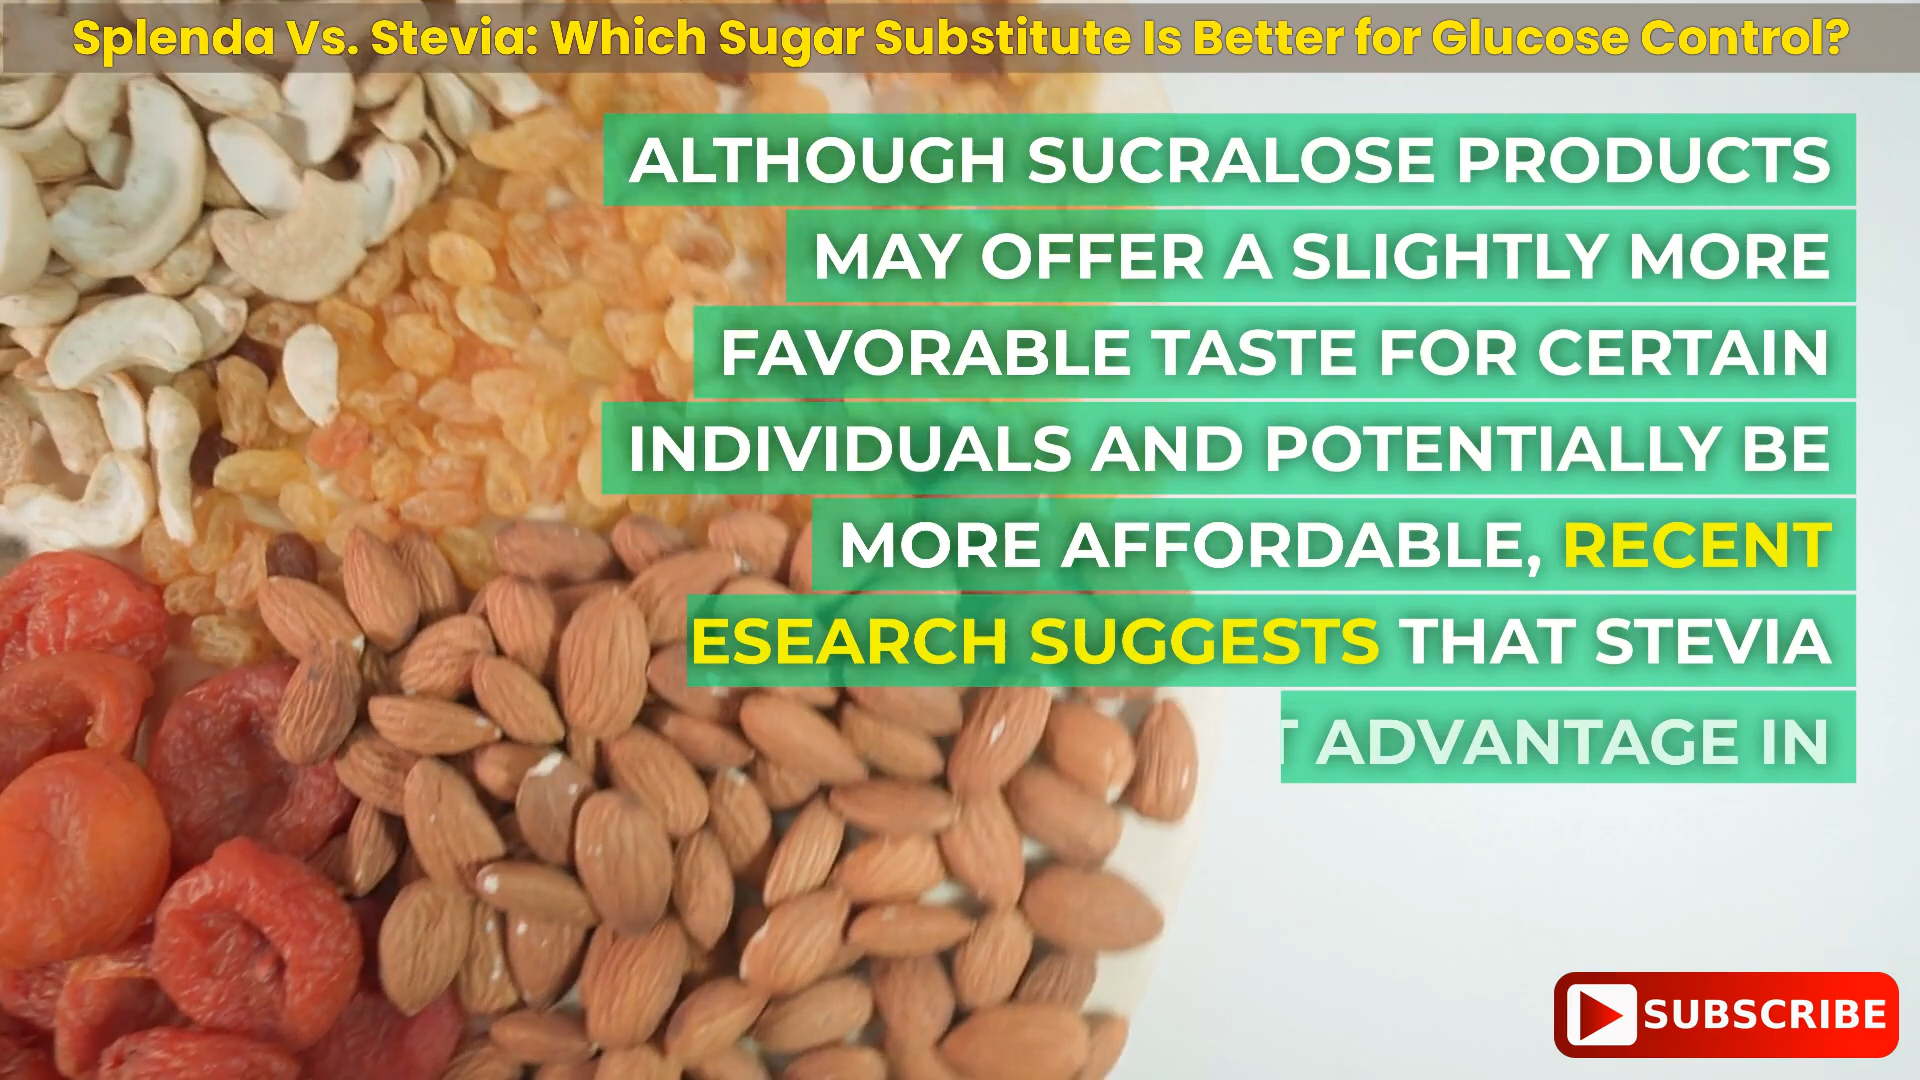 Splenda Vs. Stevia: Which Sugar Substitute Is Better for Glucose Control?
ALTHOUGH SUCRALOSE PRODUCTS
MAY OFFER A SLIGHTLY MORE
FAVORABLE TASTE FOR CERTAIN
INDIVIDUALS AND POTENTIALLY BE
MORE AFFORDABLE, RECENT
ESEARCH SUGGESTS THAT STEVIA
ADVANTAGE IN
SUBSCRIBE